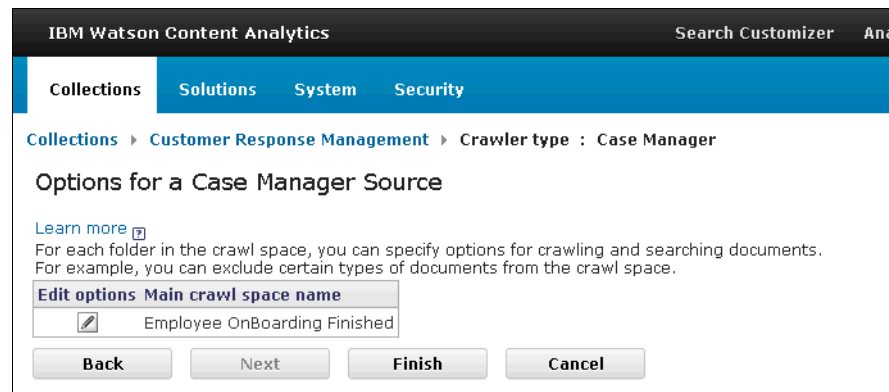 IBM Watson Content Analytics Search Customizer
Collections Solutions System Security
Collections Customer Response Management Crawler type : Case Manager
Options for a Case Manager Source
Learn more ?
For each folder in the crawl space, you can specify options for crawling and searching documents.
For example, you can exclude certain types of documents from the crawl space.
Edit options Main crawl space name
Employee OnBoarding Finished
Back Next Finish Cancel